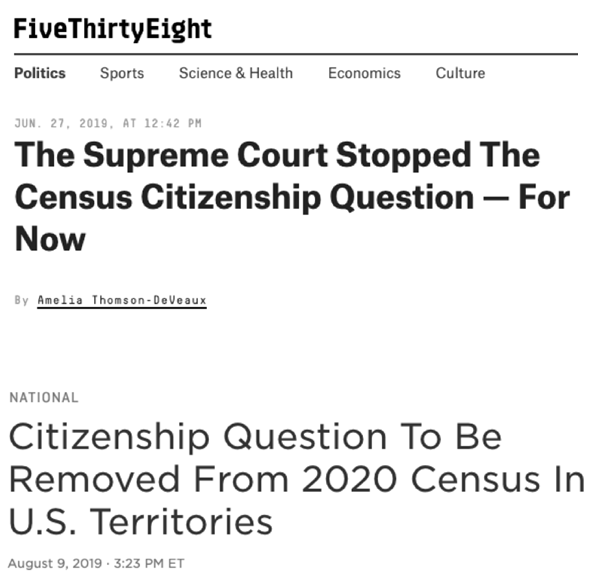 FiveThirtyEight
Politics Sports Science & Health Economics Culture
JUN. 27, 2019, AT 12:42 PM
The Supreme Court Stopped The
Census Citizenship Question — For
Now
By Amelia Thomson-DeVeaux
NATIONAL
Citizenship Question To Be
Removed From 2020 Census In
U.S. Territories
August 9, 2019 · 3:23 PM ET